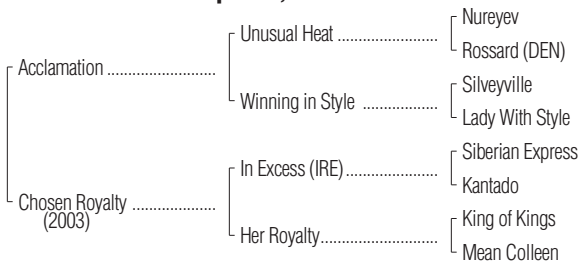 Nureyev
Unusual Heat ........................
Rossard (DEN)
Acclamation ..........................
Silveyville
Winning in Style ..................
Lady With Style
Siberian Express
In Excess (IRE)......................
Kantado
Chosen Royalty ....................
(2003)
King of Kings
Her Royalty............................
Mean Colleen